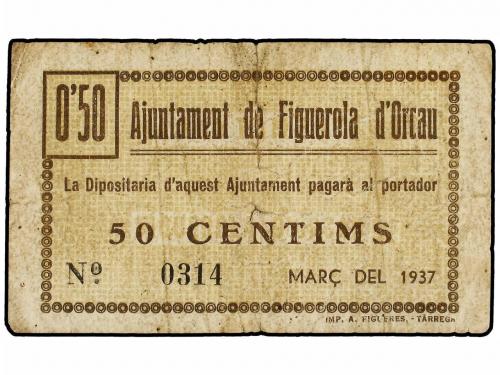 0'50
Ajuntament de Figuerola d'Orcau
La Dipositaria d'aquest Ajuntament pagarà al portador
50 CENTIMS
Nº. 0314
MARÇ DEL 1937
IMP. A. FIGUERES. - TÀRREGA